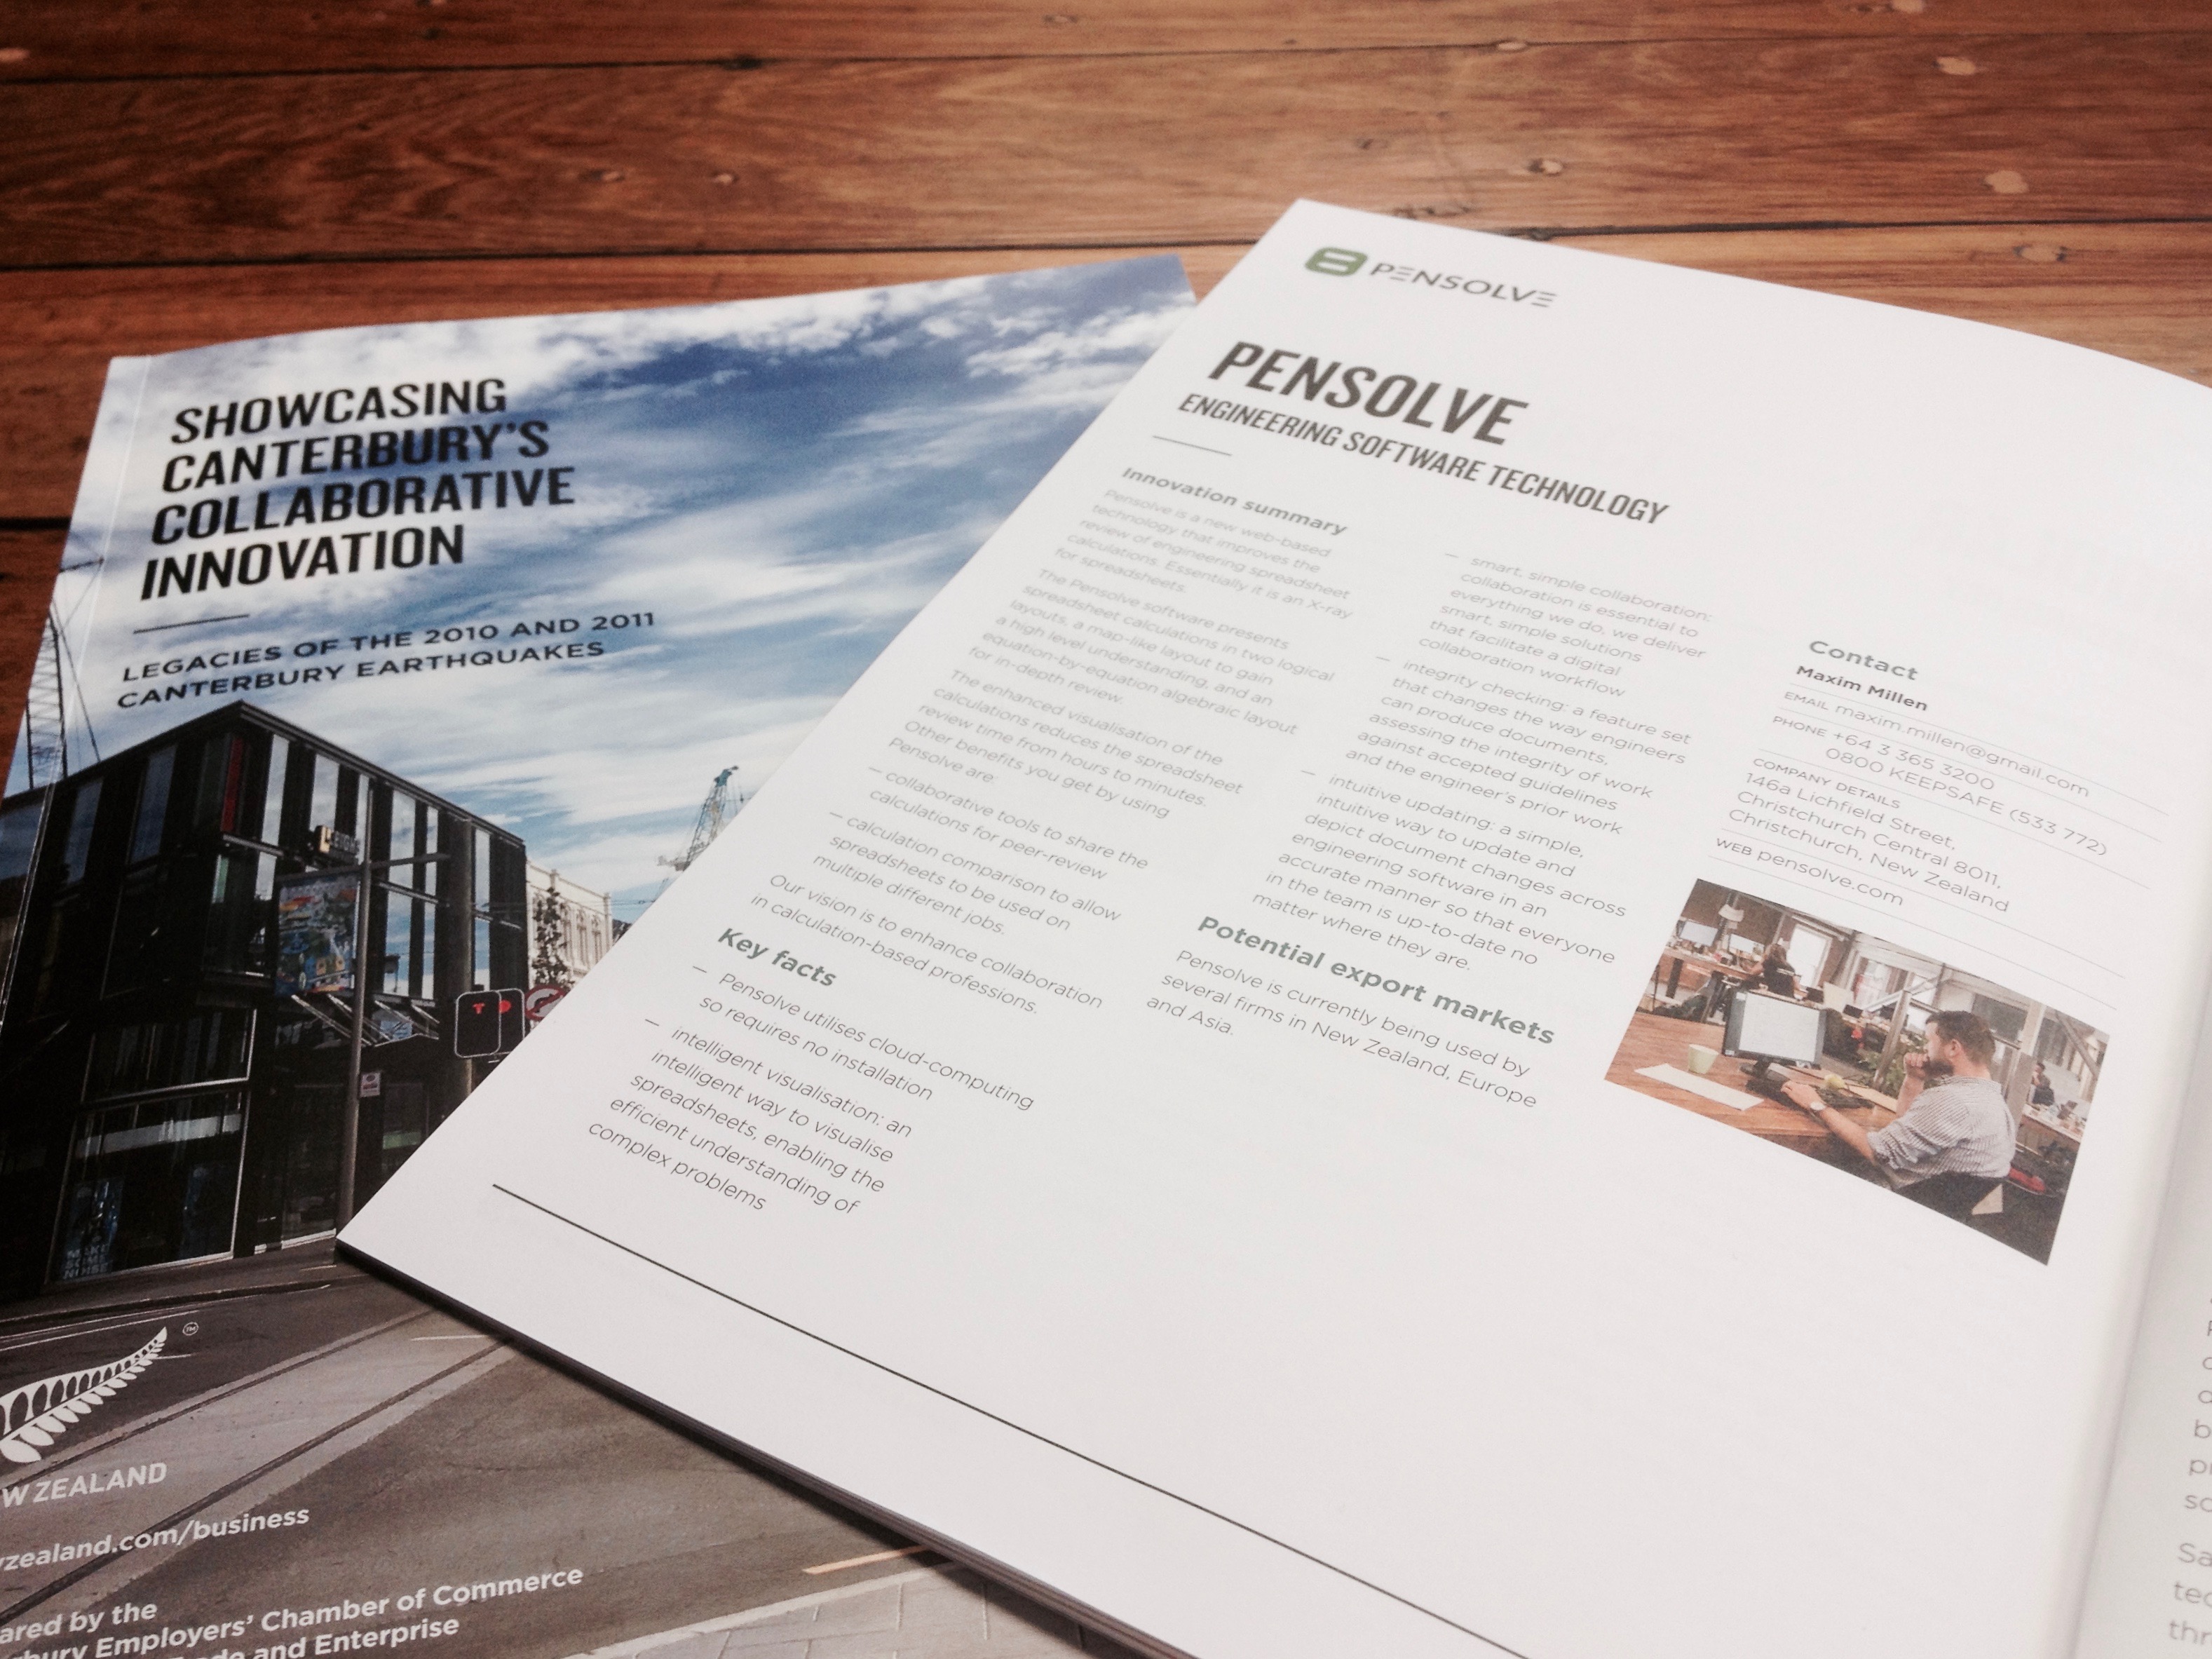 SHOWCASING
CANTERBURY'S
COLLABORATIVE
INNOVATION
LEGACIES OF THE 2010 AND 2011
CANTERBURY EARTHQUAKES
T
MAKE
SOME
NOISE
TM
W ZEALAND
zealand.com/business
ared by the
bury Employers' Chamber of Commerce
and Enterprise
PENSOLVE
PENSOLVE
ENGINEERING SOFTWARE TECHNOLOGY
Innovation summary
Pensolve is a new web-based
technology that improves the
review of engineering spreadsheet
calculations. Essentially it is an X-ray
for spreadsheets.
The Pensolve software presents
spreadsheet calculations in two logical
layouts, a map-like layout to gain
a high level understanding, and an
equation-by-equation algebraic layout
for in-depth review.
The enhanced visualisation of the
calculations reduces the spreadsheet
review time from hours to minutes.
Other benefits you get by using
Pensolve are:
— collaborative tools to share the
calculations for peer-review
— calculation comparison to allow
spreadsheets to be used on
multiple different jobs.
Our vision is to enhance collaboration
in calculation-based professions.
Key facts
— Pensolve utilises cloud-computing
so requires no installation
— intelligent visualisation: an
intelligent way to visualise
spreadsheets, enabling the
efficient understanding of
complex problems
— smart, simple collaboration:
collaboration is essential to
everything we do, we deliver
smart, simple solutions
that facilitate a digital
collaboration workflow
— integrity checking: a feature set
that changes the way engineers
can produce documents,
assessing the integrity of work
against accepted guidelines
and the engineer's prior work
— intuitive updating: a simple,
intuitive way to update and
depict document changes across
engineering software in an
accurate manner so that everyone
in the team is up-to-date no
matter where they are.
Potential export markets
Pensolve is currently being used by
several firms in New Zealand, Europe
and Asia.
Contact
Maxim Millen
EMAIL maxim.millen@gmail.com
PHONE +64 3 365 3200
0800 KEEPSAFE (533 772)
COMPANY DETAILS
146a Lichfield Street,
Christchurch Central 8011,
Christchurch, New Zealand
WEB pensolve.com
Sa
tec
thr